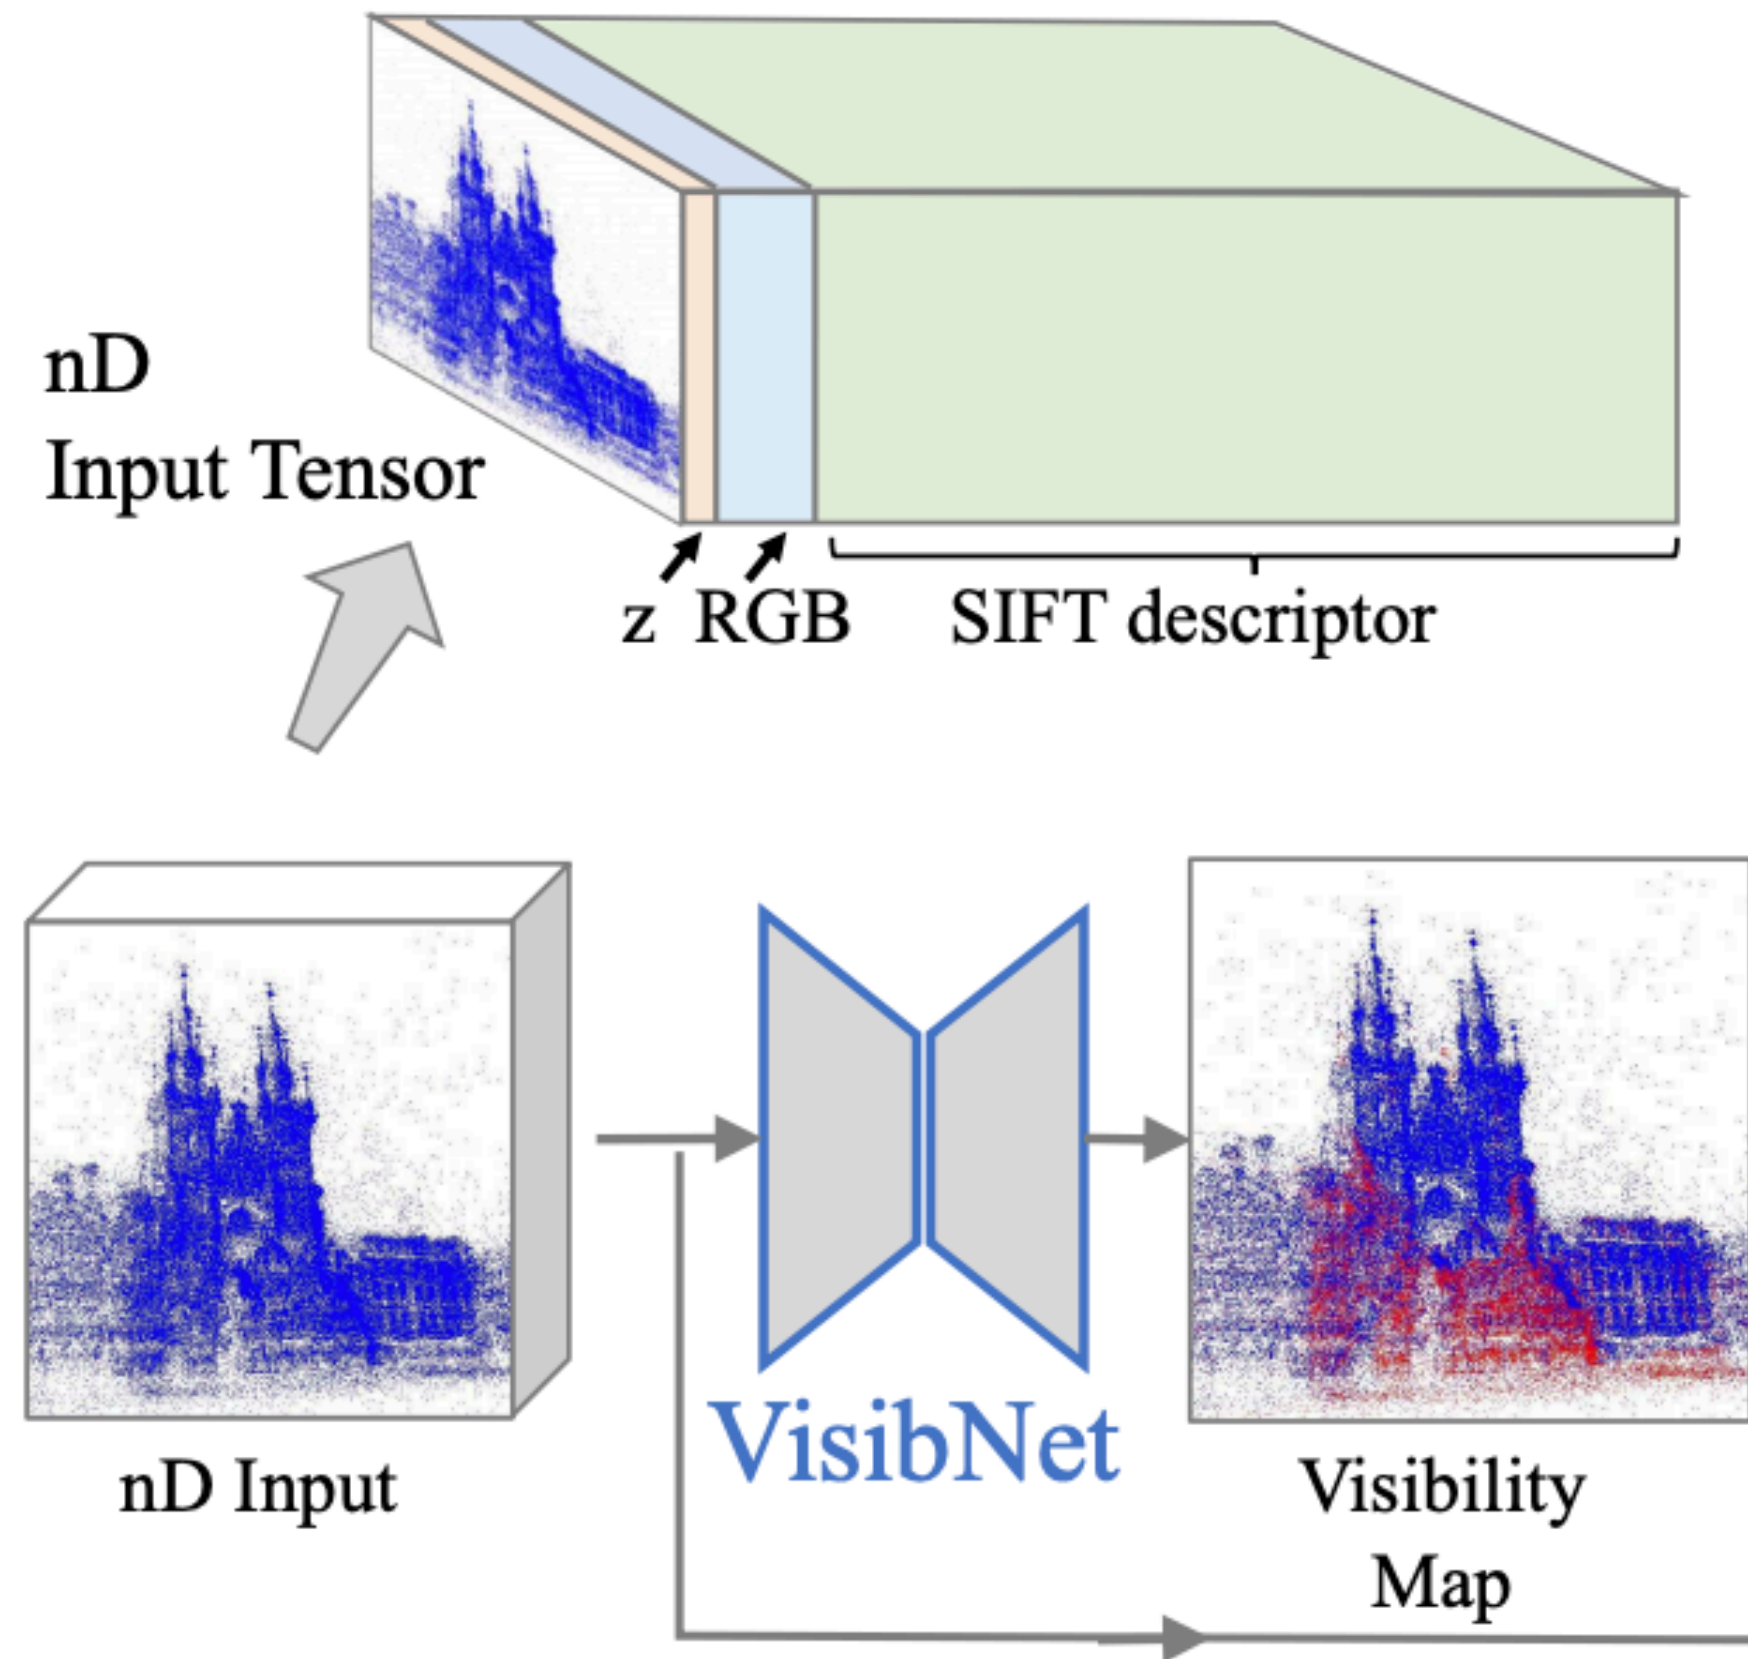 nD
Input Tensor
z RGB SIFT descriptor
VisibNet
nD Input
Visibility
Map